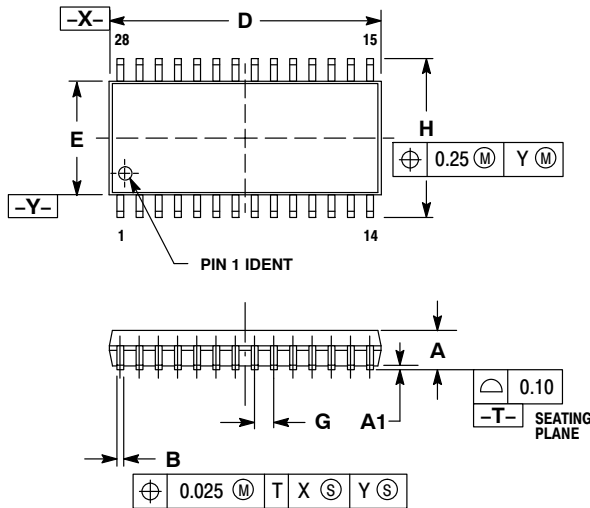 –X–
D
28
15
E
H
⌖ 0.25 Ⓜ Y Ⓜ
–Y–
1
14
PIN 1 IDENT
A
G
A1
⌓ 0.10
–T–
SEATING
PLANE
B
⌖ 0.025 Ⓜ T X Ⓢ Y Ⓢ